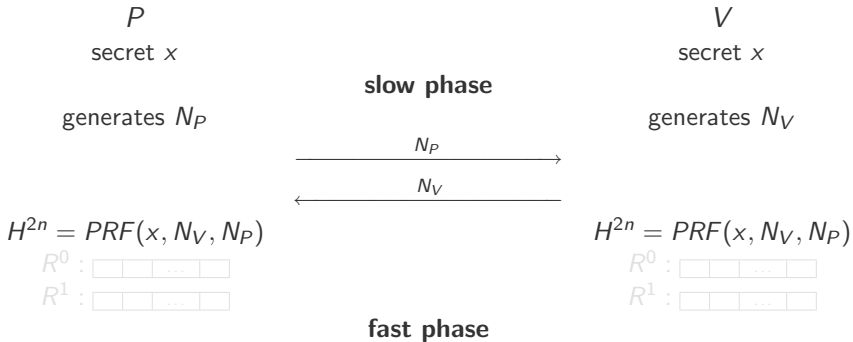 P
V
secret x
secret x
slow phase
generates N_P
generates N_V
N_P
N_V
H^{2n} = PRF(x, N_V, N_P)
H^{2n} = PRF(x, N_V, N_P)
R^0 : ...
R^0 : ...
R^1 : ...
R^1 : ...
fast phase